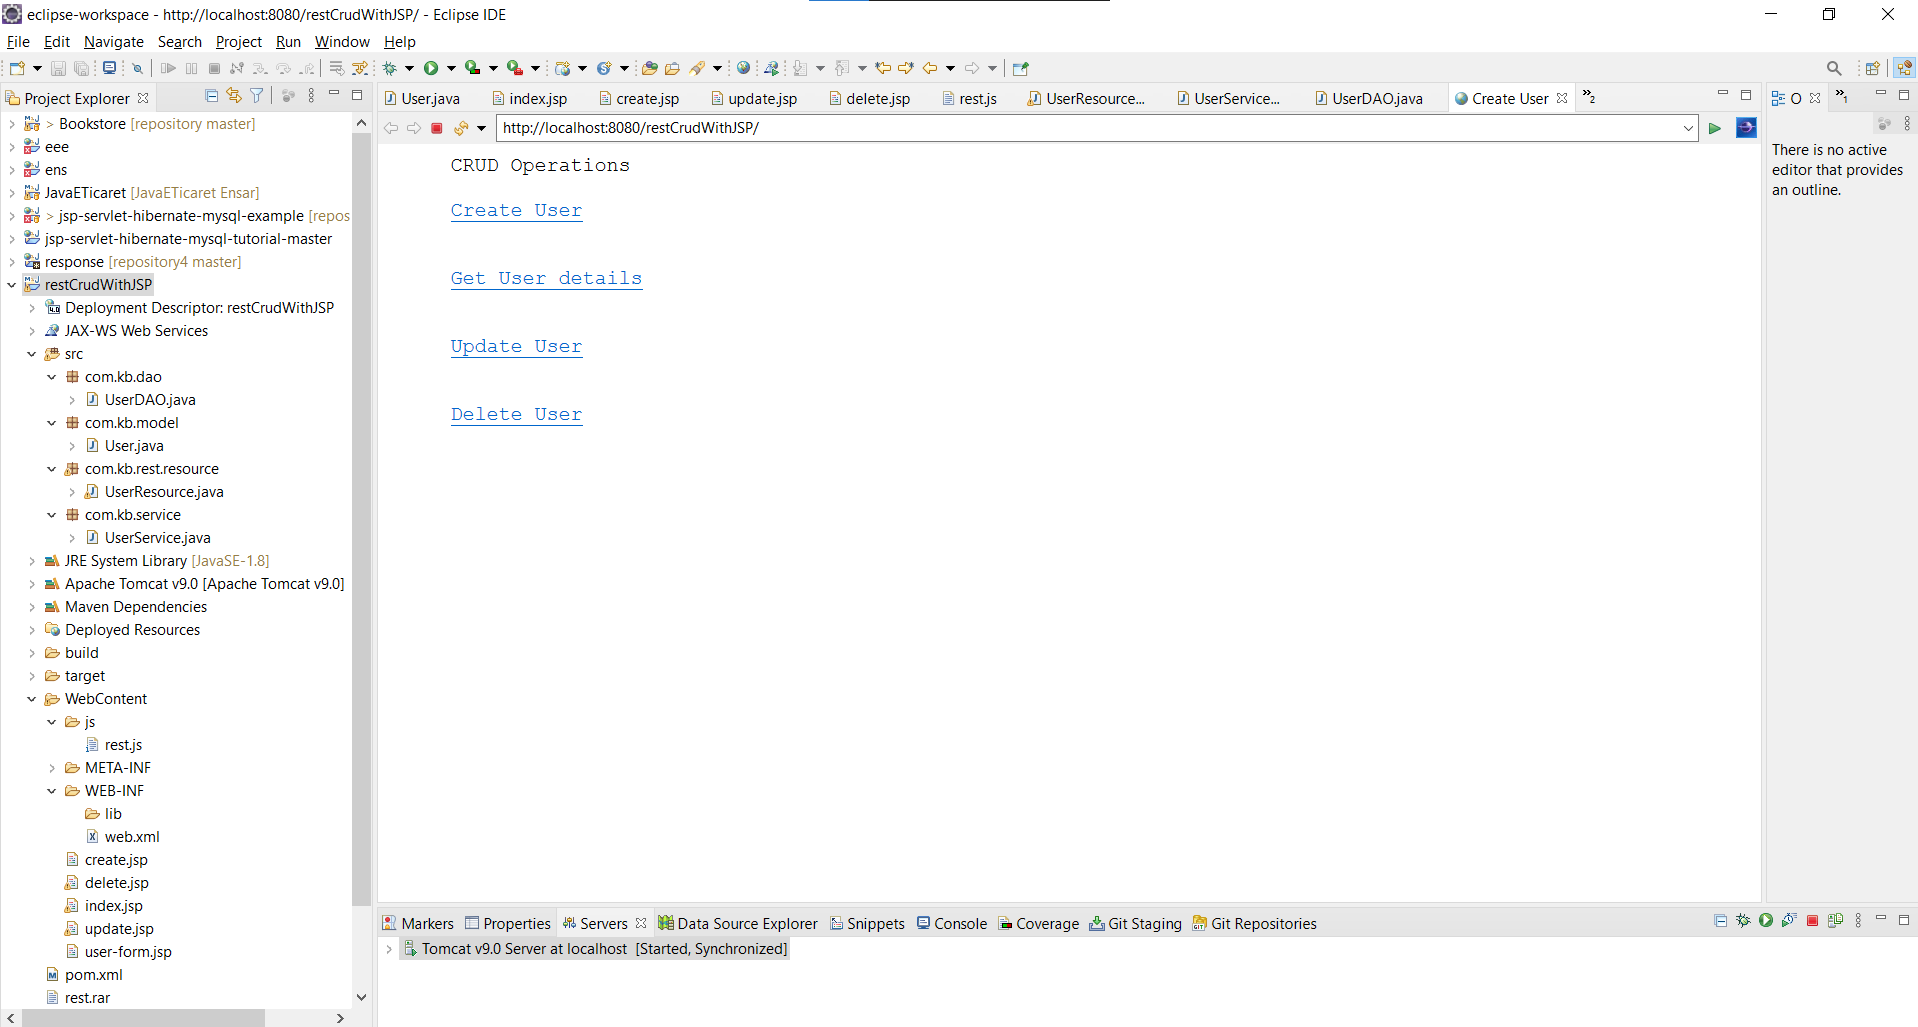 eclipse-workspace - http://localhost:8080/restCrudWithJSP/ - Eclipse IDE
File Edit Navigate Search Project Run Window Help
Project Explorer
> Bookstore [repository master]
eee
ens
JavaETicaret [JavaETicaret Ensar]
> jsp-servlet-hibernate-mysql-example [repos
jsp-servlet-hibernate-mysql-tutorial-master
response [repository4 master]
restCrudWithJSP
Deployment Descriptor: restCrudWithJSP
JAX-WS Web Services
src
com.kb.dao
UserDAO.java
com.kb.model
User.java
com.kb.rest.resource
UserResource.java
com.kb.service
UserService.java
JRE System Library [JavaSE-1.8]
Apache Tomcat v9.0 [Apache Tomcat v9.0]
Maven Dependencies
Deployed Resources
build
target
WebContent
js
rest.js
META-INF
WEB-INF
lib
web.xml
create.jsp
delete.jsp
index.jsp
update.jsp
user-form.jsp
pom.xml
rest.rar
User.java index.jsp create.jsp update.jsp delete.jsp rest.js UserResource... UserService... UserDAO.java Create User »2
http://localhost:8080/restCrudWithJSP/
CRUD Operations
Create User
Get User details
Update User
Delete User
O »1
There is no active
editor that provides
an outline.
Markers Properties Servers Data Source Explorer Snippets Console Coverage Git Staging Git Repositories
Tomcat v9.0 Server at localhost [Started, Synchronized]